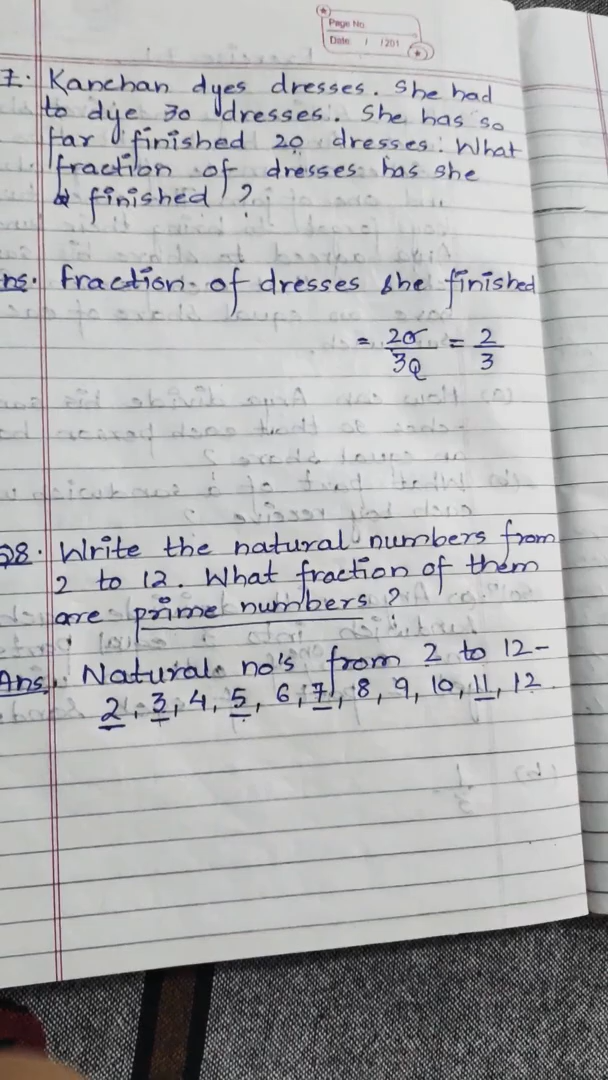 Page No.
Date / /201
7. Kanchan dyes dresses. She had
to dye 30 dresses. She has so
far finished 20 dresses. What
fraction of dresses has she
finished ?
ns. Fraction of dresses she finished
= 20/30 = 2/3
Q8. Write the natural numbers from
2 to 12. What fraction of them
are prime numbers ?
Ans. Natural no's from 2 to 12-
2, 3, 4, 5, 6, 7, 8, 9, 10, 11, 12